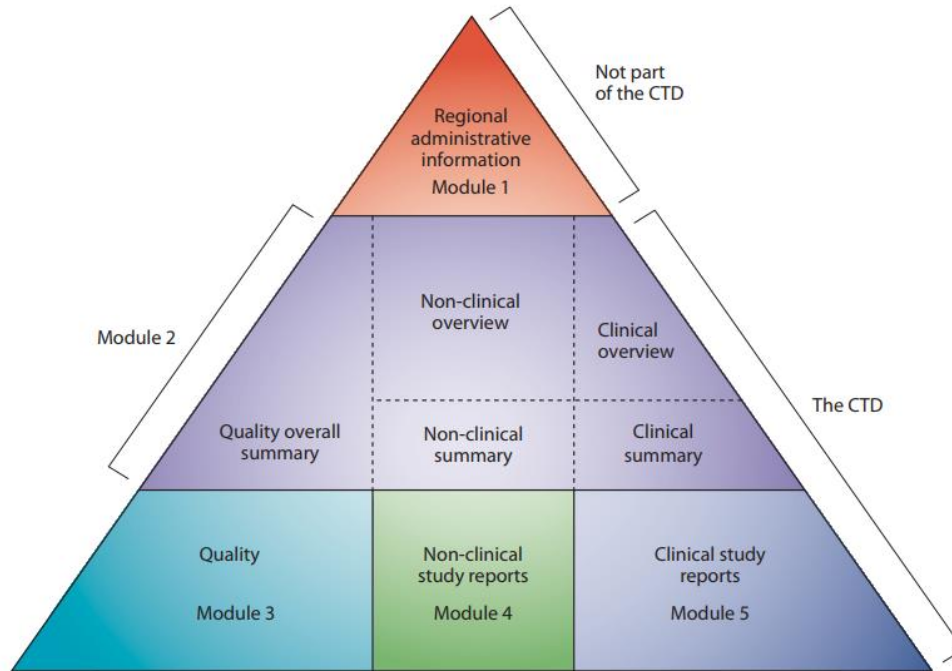 Not part
of the CTD
Regional
administrative
information
Module 1
Module 2
Non-clinical
overview
Clinical
overview
The CTD
Quality overall
summary
Non-clinical
summary
Clinical
summary
Quality
Module 3
Non-clinical
study reports
Module 4
Clinical study
reports
Module 5